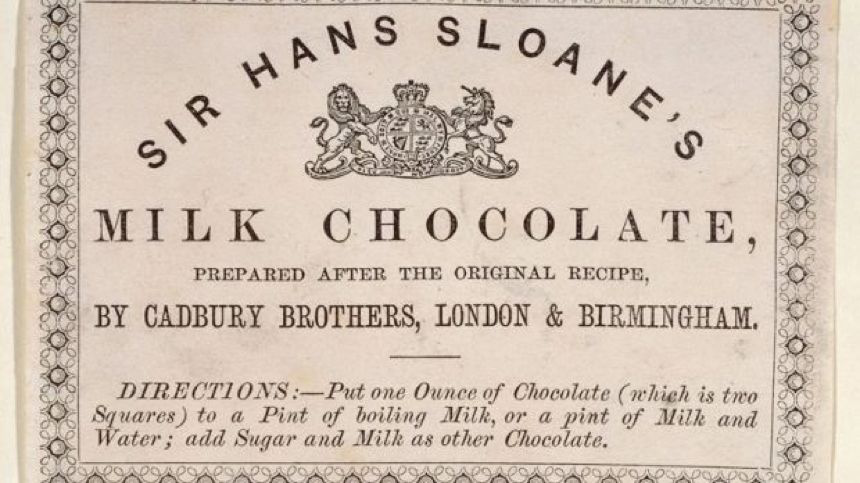 SIR HANS SLOANE'S
MILK CHOCOLATE,
PREPARED AFTER THE ORIGINAL RECIPE,
BY CADBURY BROTHERS, LONDON & BIRMINGHAM.
DIRECTIONS:—Put one Ounce of Chocolate (which is two
Squares) to a Pint of boiling Milk, or a pint of Milk and
Water; add Sugar and Milk as other Chocolate.